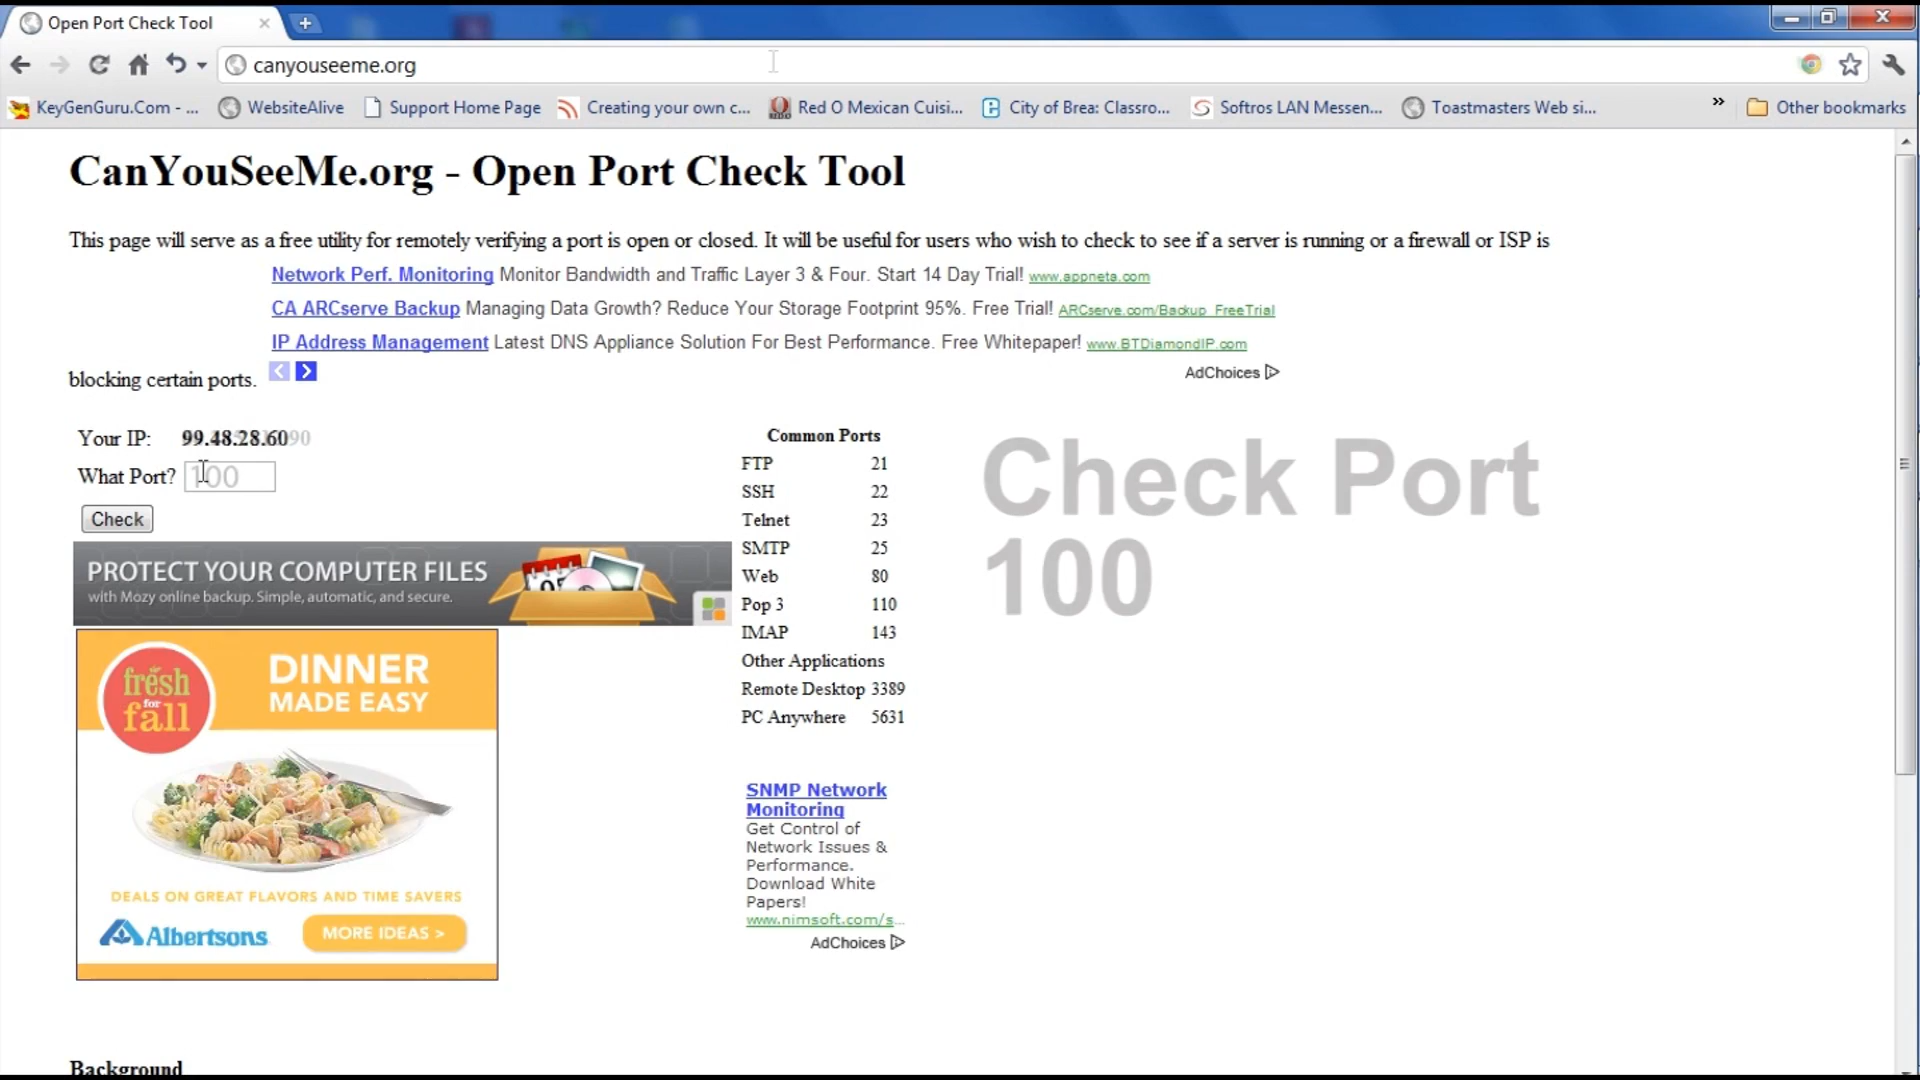 Open Port Check Tool
canyouseeme.org
KeyGenGuru.Com - ... WebsiteAlive Support Home Page Creating your own c... Red O Mexican Cuisi... City of Brea: Classro... Softros LAN Messen... Toastmasters Web si... » Other bookmarks
CanYouSeeMe.org - Open Port Check Tool
This page will serve as a free utility for remotely verifying a port is open or closed. It will be useful for users who wish to check to see if a server is running or a firewall or ISP is
Network Perf. Monitoring Monitor Bandwidth and Traffic Layer 3 & Four. Start 14 Day Trial! www.appneta.com
CA ARCserve Backup Managing Data Growth? Reduce Your Storage Footprint 95%. Free Trial! ARCserve.com/Backup_FreeTrial
IP Address Management Latest DNS Appliance Solution For Best Performance. Free Whitepaper! www.BTDiamondIP.com
blocking certain ports.
AdChoices
Your IP: 99.48.28.60
What Port? 100
Check
PROTECT YOUR COMPUTER FILES
with Mozy online backup. Simple, automatic, and secure.
fresh
for
fall
DINNER
MADE EASY
DEALS ON GREAT FLAVORS AND TIME SAVERS
Albertsons
MORE IDEAS >
Common Ports
FTP 21
SSH 22
Telnet 23
SMTP 25
Web 80
Pop 3 110
IMAP 143
Other Applications
Remote Desktop 3389
PC Anywhere 5631
SNMP Network
Monitoring
Get Control of
Network Issues &
Performance.
Download White
Papers!
www.nimsoft.com/s...
AdChoices
Check Port
100
Background